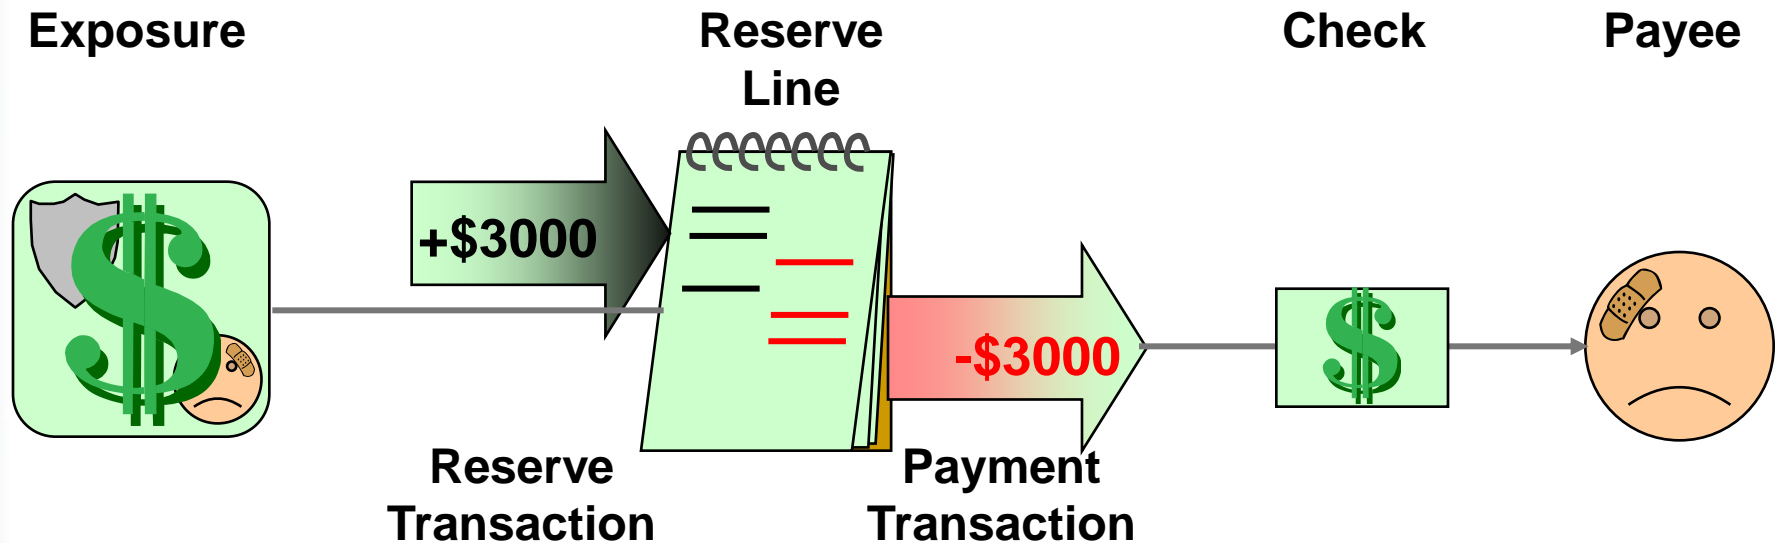 Exposure
Reserve
Line
Check
Payee
+$3000
-$3000
Reserve
Transaction
Payment
Transaction